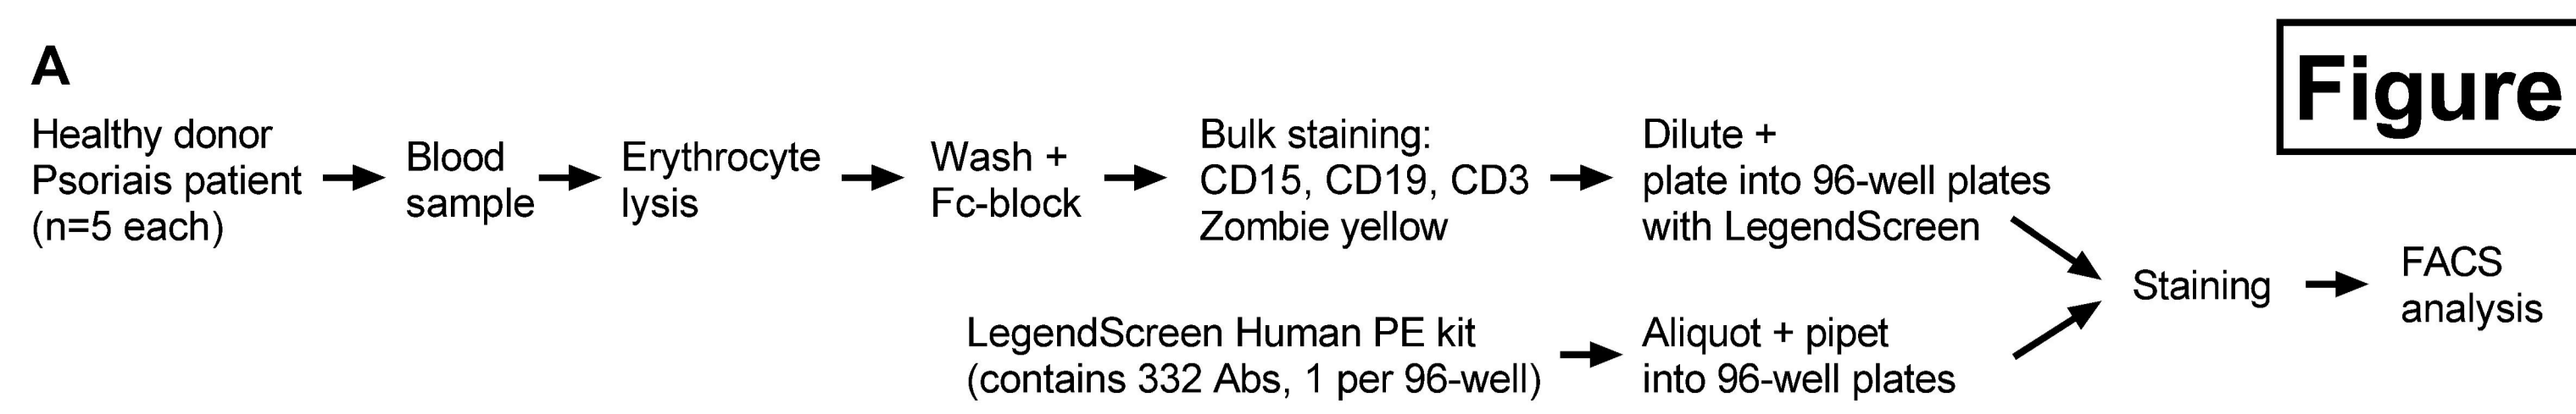 A
Figure
Healthy donor
Psoriais patient
(n=5 each)
Blood
sample
Erythrocyte
lysis
Wash +
Fc-block
Bulk staining:
CD15, CD19, CD3
Zombie yellow
Dilute +
plate into 96-well plates
with LegendScreen
LegendScreen Human PE kit
(contains 332 Abs, 1 per 96-well)
Aliquot + pipet
into 96-well plates
Staining
FACS
analysis